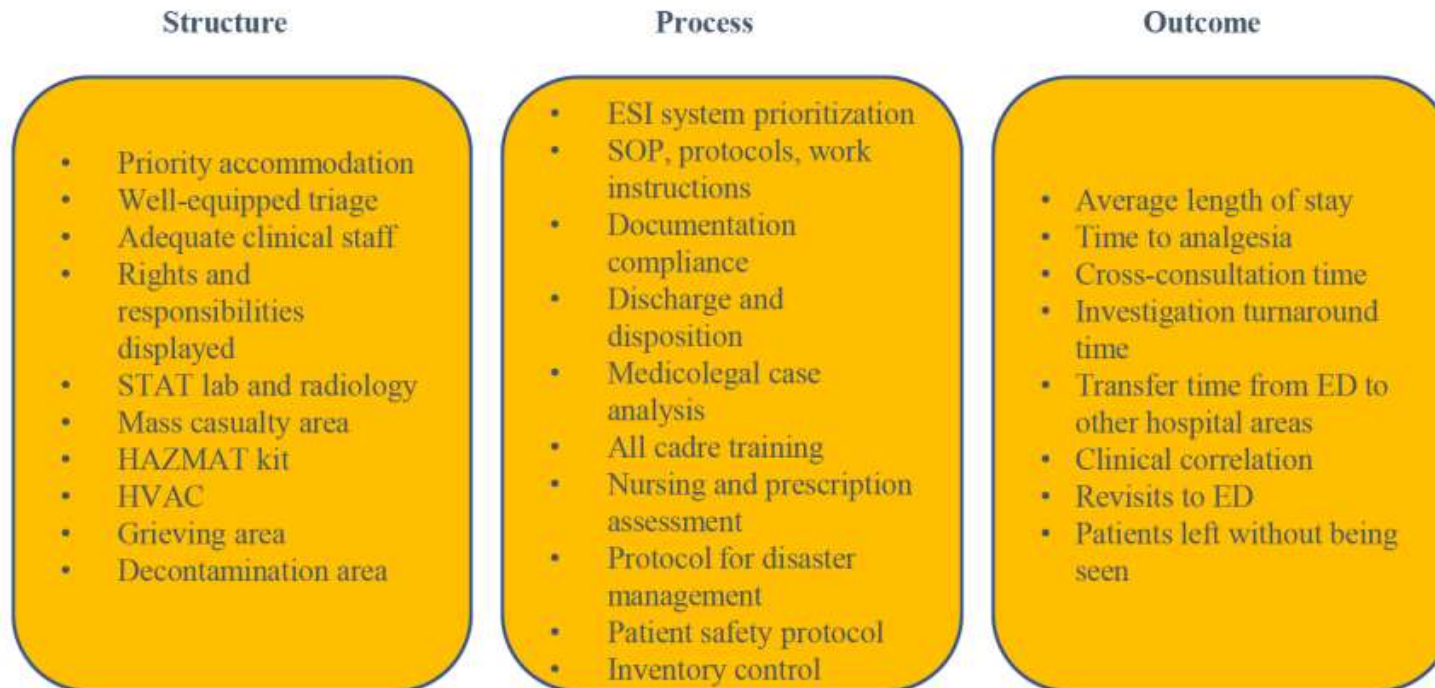 Structure
Process
Outcome
• Priority accommodation
• Well-equipped triage
• Adequate clinical staff
• Rights and
responsibilities
displayed
• STAT lab and radiology
• Mass casualty area
• HAZMAT kit
• HVAC
• Grieving area
• Decontamination area
• ESI system prioritization
• SOP, protocols, work
instructions
• Documentation
compliance
• Discharge and
disposition
• Medicolegal case
analysis
• All cadre training
• Nursing and prescription
assessment
• Protocol for disaster
management
• Patient safety protocol
• Inventory control
• Average length of stay
• Time to analgesia
• Cross-consultation time
• Investigation turnaround
time
• Transfer time from ED to
other hospital areas
• Clinical correlation
• Revisits to ED
• Patients left without being
seen